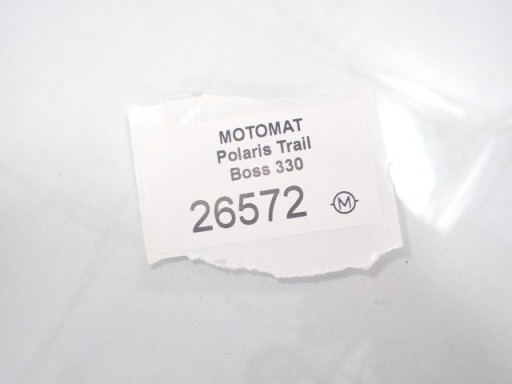 MOTOMAT
Polaris Trail
Boss 330
26572 M